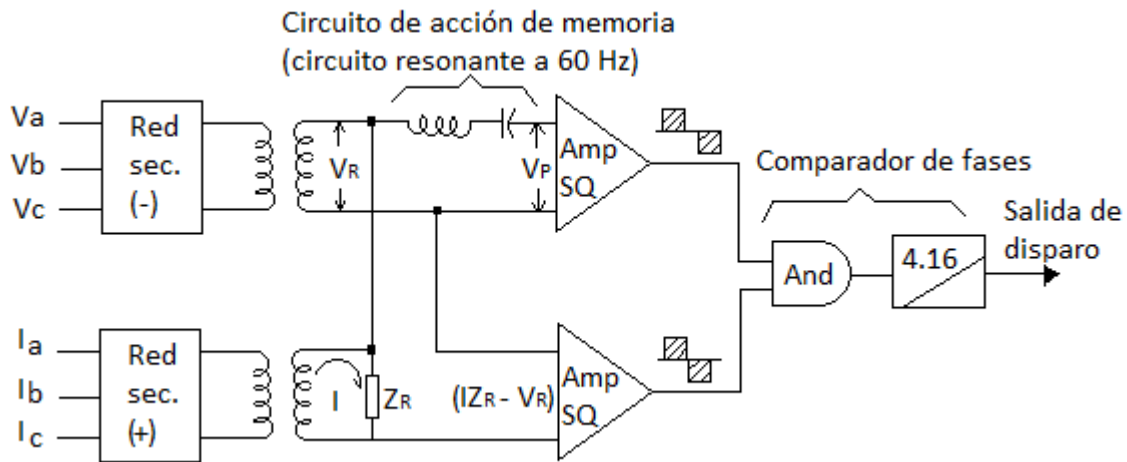 Circuito de acción de memoria
(circuito resonante a 60 Hz)
Va
Vb
Vc
Red
sec.
(-)
VR
VP
Amp
SQ
Comparador de fases
Salida de
disparo
And
4.16
Ia
Ib
Ic
Red
sec.
(+)
I
ZR
(IZR - VR)
Amp
SQ